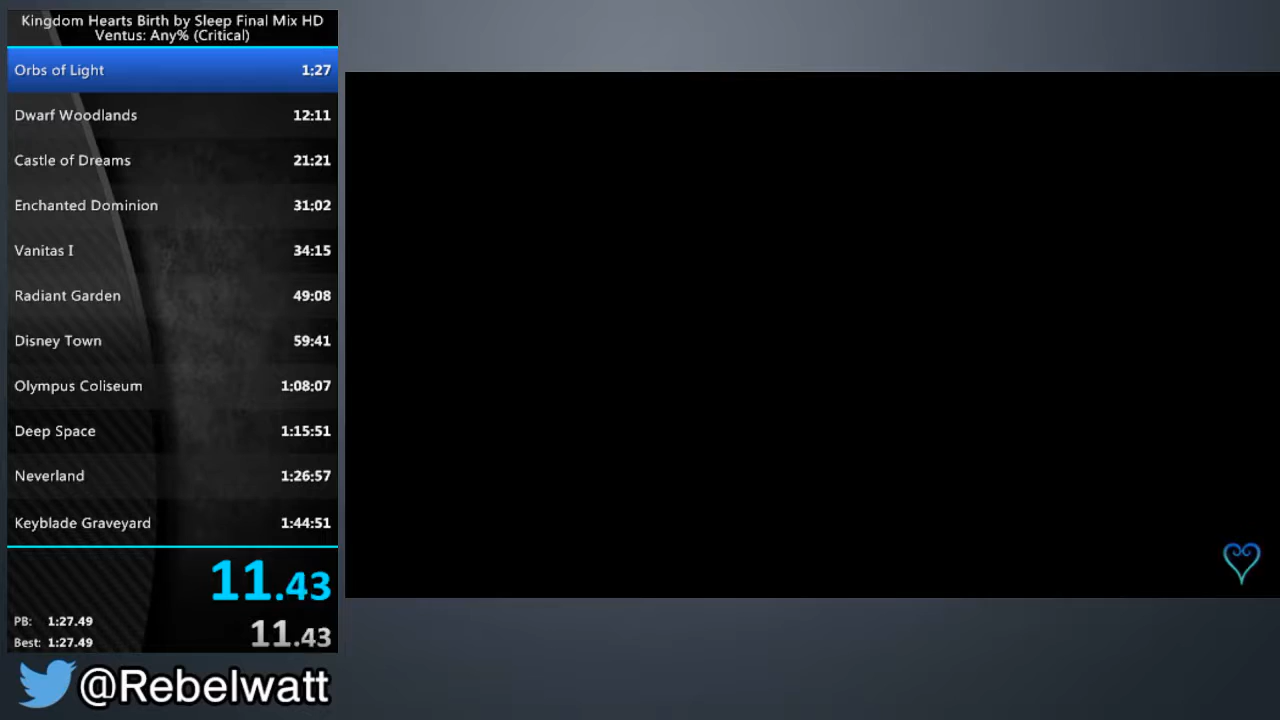 Kingdom Hearts Birth by Sleep Final Mix HD
Ventus: Any% (Critical)
Orbs of Light 1:27
Dwarf Woodlands 12:11
Castle of Dreams 21:21
Enchanted Dominion 31:02
Vanitas I 34:15
Radiant Garden 49:08
Disney Town 59:41
Olympus Coliseum 1:08:07
Deep Space 1:15:51
Neverland 1:26:57
Keyblade Graveyard 1:44:51
11.43
PB: 1:27.49
11.43
Best: 1:27.49
@Rebelwatt